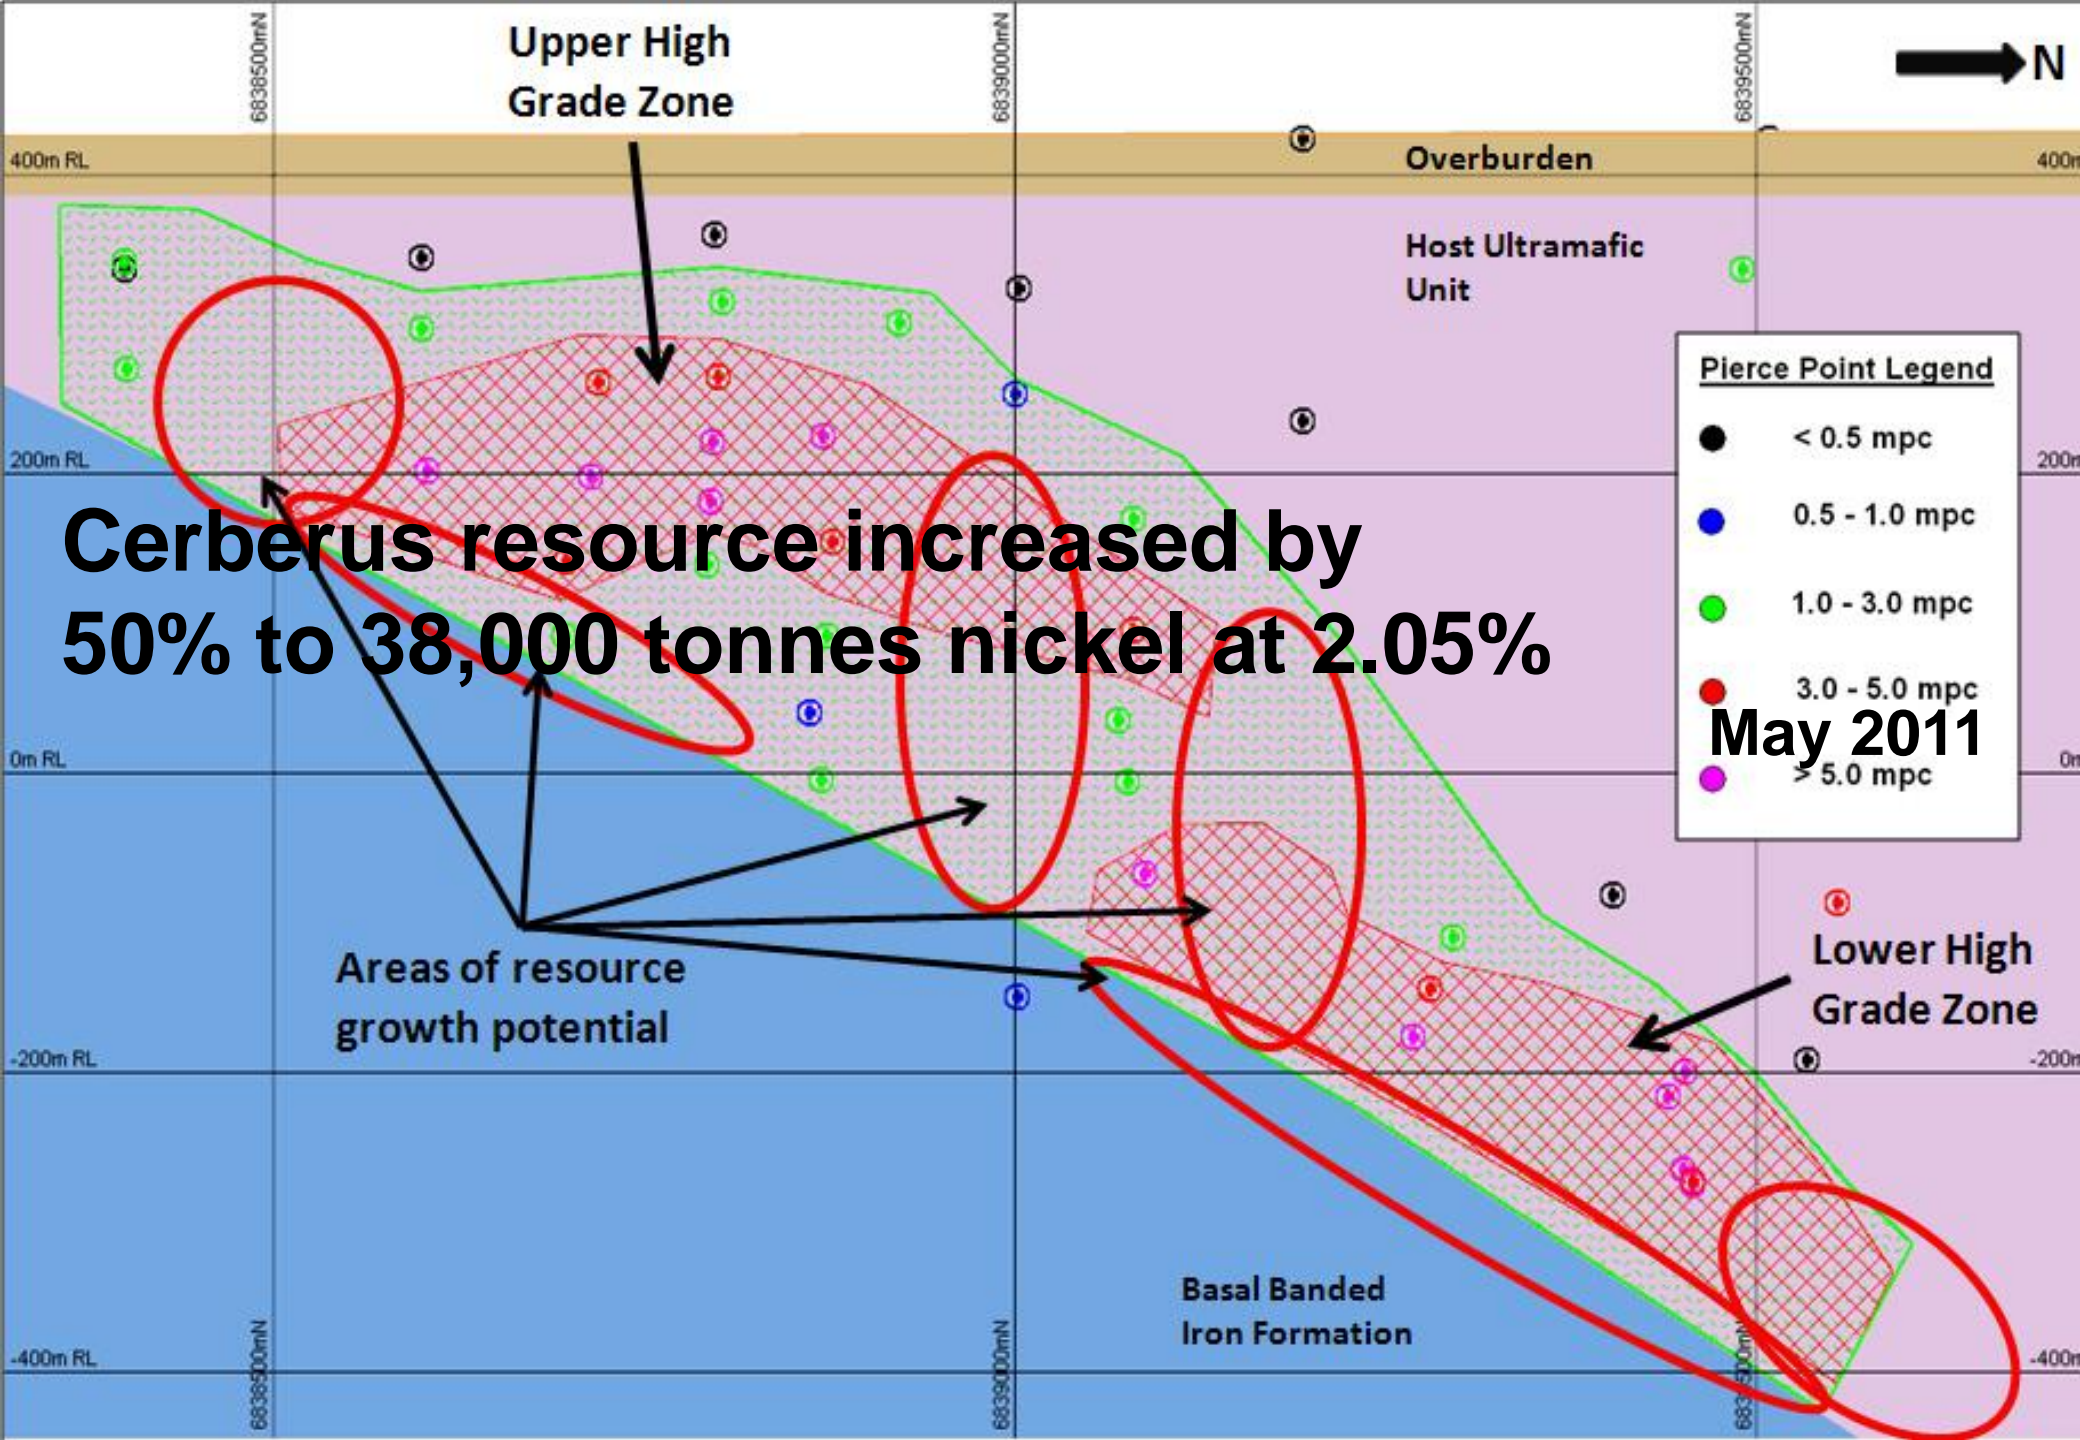 6838500mN
6839000mN
6839500mN
N
Upper High
Grade Zone
400m RL
Overburden
400m
Host Ultramafic
Unit
Pierce Point Legend
< 0.5 mpc
0.5 - 1.0 mpc
1.0 - 3.0 mpc
3.0 - 5.0 mpc
> 5.0 mpc
200m RL
200m
Cerberus resource increased by
50% to 38,000 tonnes nickel at 2.05%
May 2011
0m RL
0m
Areas of resource
growth potential
Lower High
Grade Zone
-200m RL
-200m
Basal Banded
Iron Formation
-400m RL
-400m
6838500mN
6839000mN
6839500mN